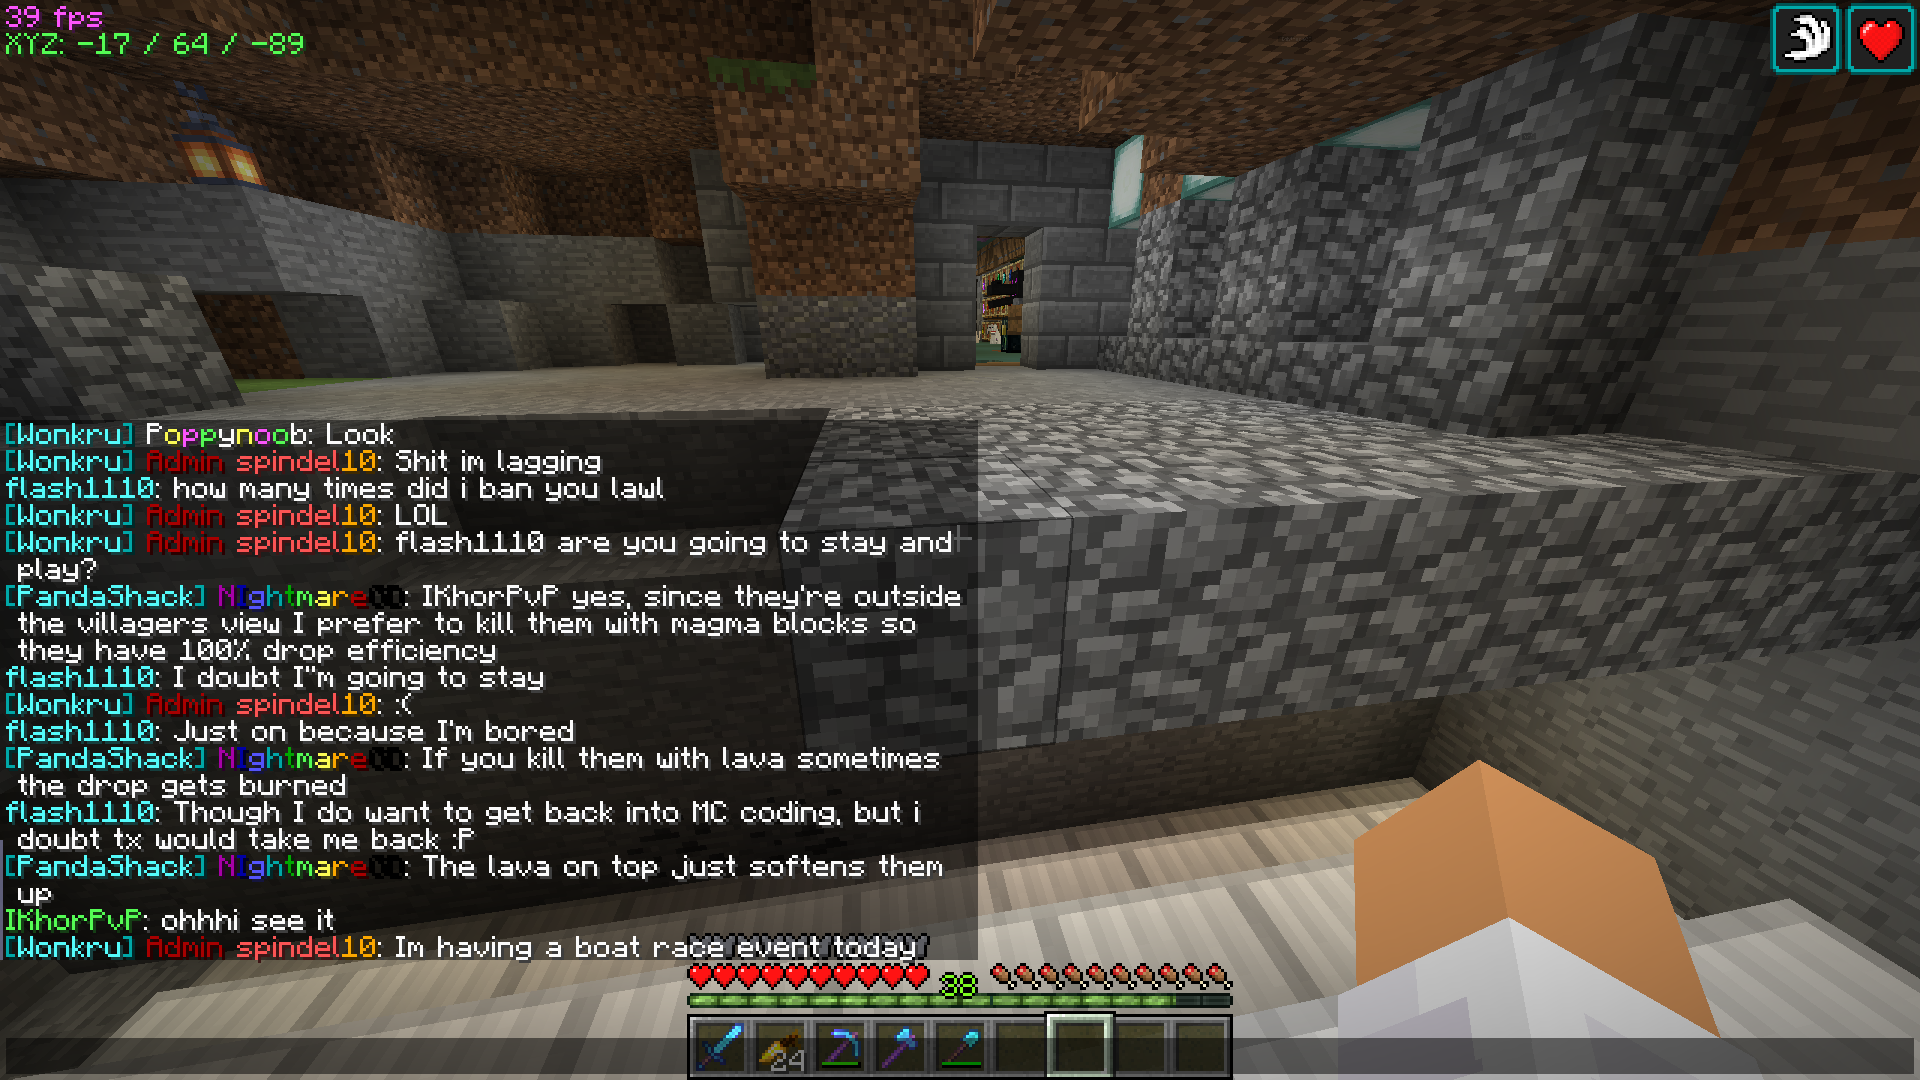 39 fps
XYZ: -17 / 64 / -89
[Wonkru] Poppynoob: Look
[Wonkru] Admin spindel10: Shit im lagging
flash1110: how many times did i ban you lawl
[Wonkru] Admin spindel10: LOL
[Wonkru] Admin spindel10: flash1110 are you going to stay and
play?
[PandaShack] NIghtmare: IKhorPvP yes, since they're outside
the villagers view I prefer to kill them with magma blocks so
they have 100% drop efficiency
flash1110: I doubt I"m going to stay
[Wonkru] Admin spindel10: :(
flash1110: Just on because I'm bored
[PandaShack] NIghtmare: If you kill them with lava sometimes
the drop gets burned
flash1110: Though I do want to get back into MC coding, but i
doubt tx would take me back :P
[PandaShack] NIghtmare: The lava on top just softens them
up
IKhorPvP: ohhhi see it
[Wonkru] Admin spindel10: Im having a boat race event today
38
24